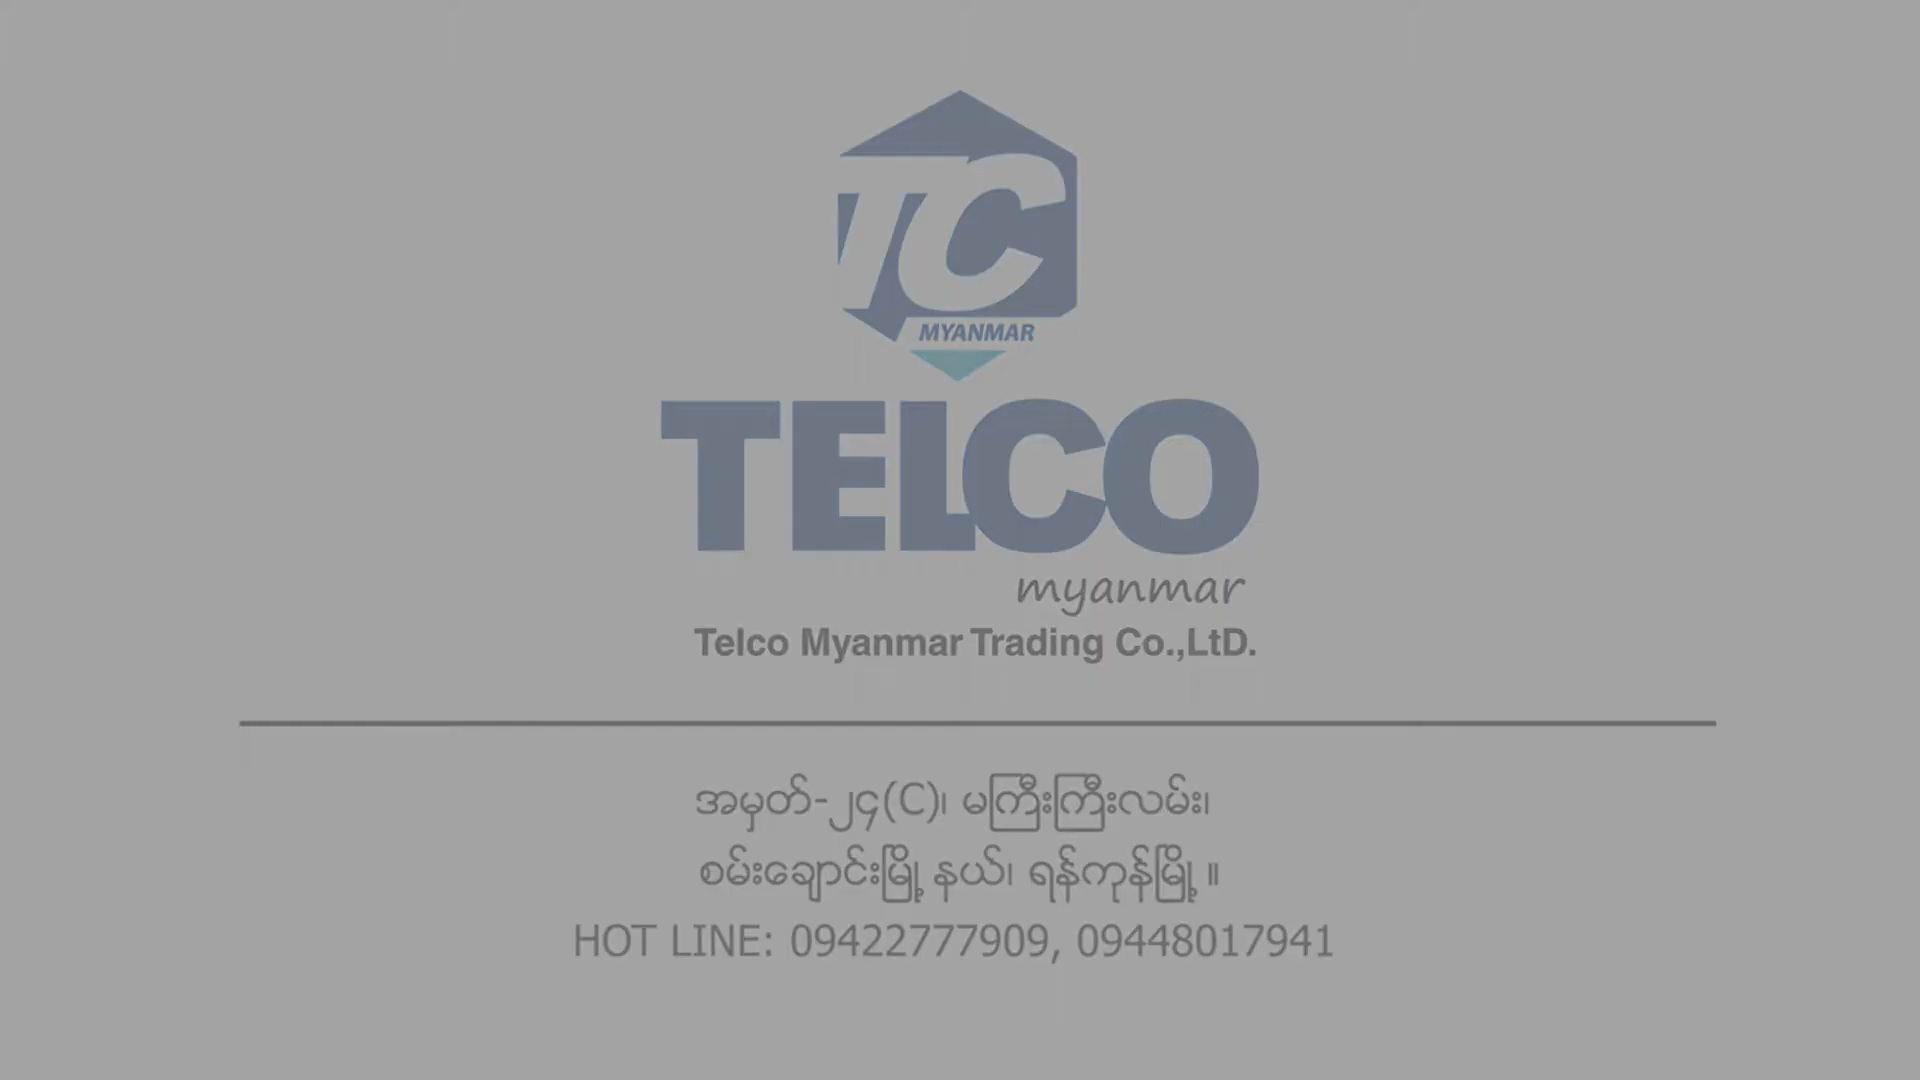 TC
MYANMAR
TELCO
myanmar
Telco Myanmar Trading Co.,LtD.
အမှတ်-၂၄(C)၊ မကြီးကြီးလမ်း၊
စမ်းချောင်းမြို့နယ်၊ ရန်ကုန်မြို့။
HOT LINE: 09422777909, 09448017941